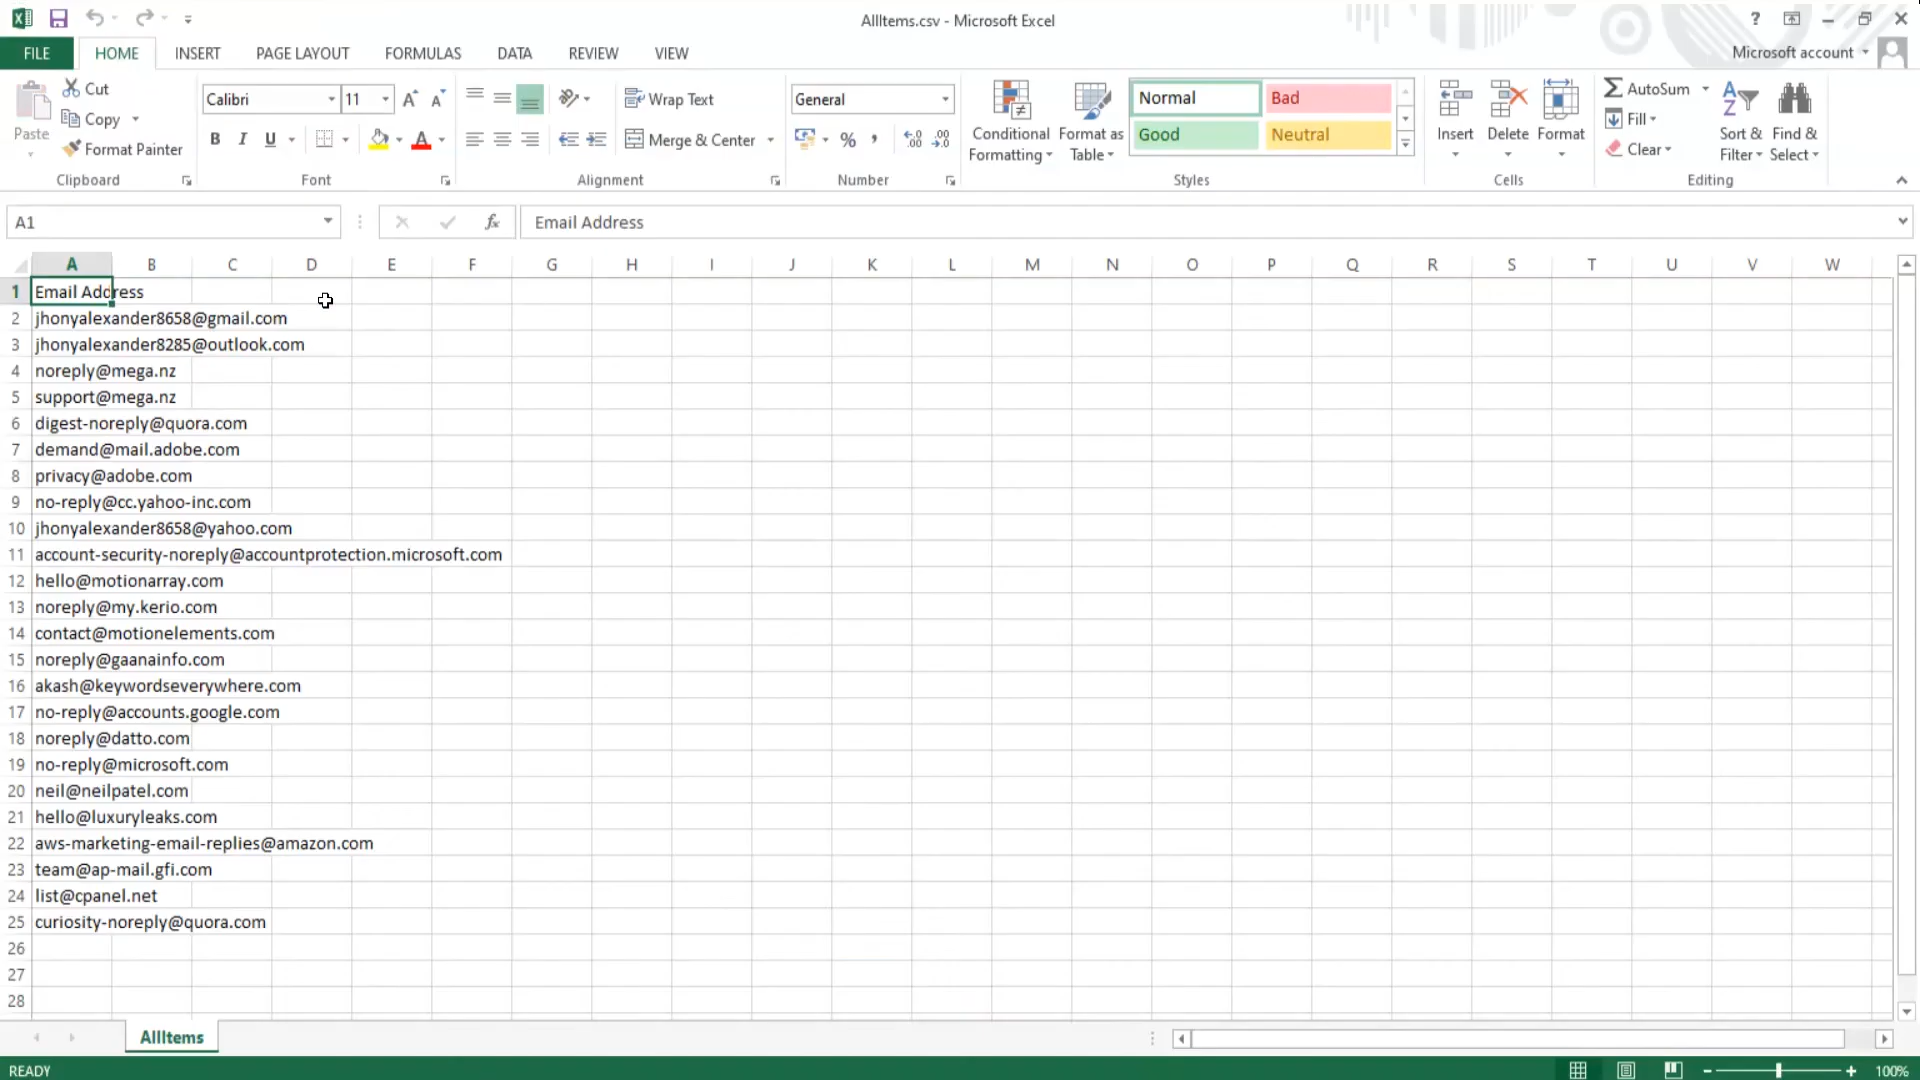 AllItems.csv - Microsoft Excel
?
FILE HOME INSERT PAGE LAYOUT FORMULAS DATA REVIEW VIEW
Microsoft account
Paste
Cut
Copy
Format Painter
Clipboard
Calibri 11
B I U
Font
Wrap Text
Merge & Center
Alignment
General
% ,
Number
Conditional Formatting
Format as Table
Normal Bad
Good Neutral
Styles
Insert Delete Format
Cells
AutoSum
Fill
Clear
Sort & Filter
Find & Select
Editing
A1
fx
Email Address
A B C D E F G H I J K L M N O P Q R S T U V W
1 Email Address
2 jhonyalexander8658@gmail.com
3 jhonyalexander8285@outlook.com
4 noreply@mega.nz
5 support@mega.nz
6 digest-noreply@quora.com
7 demand@mail.adobe.com
8 privacy@adobe.com
9 no-reply@cc.yahoo-inc.com
10 jhonyalexander8658@yahoo.com
11 account-security-noreply@accountprotection.microsoft.com
12 hello@motionarray.com
13 noreply@my.kerio.com
14 contact@motionelements.com
15 noreply@gaanainfo.com
16 akash@keywordseverywhere.com
17 no-reply@accounts.google.com
18 noreply@datto.com
19 no-reply@microsoft.com
20 neil@neilpatel.com
21 hello@luxuryleaks.com
22 aws-marketing-email-replies@amazon.com
23 team@ap-mail.gfi.com
24 list@cpanel.net
25 curiosity-noreply@quora.com
26
27
28
AllItems
READY
100%